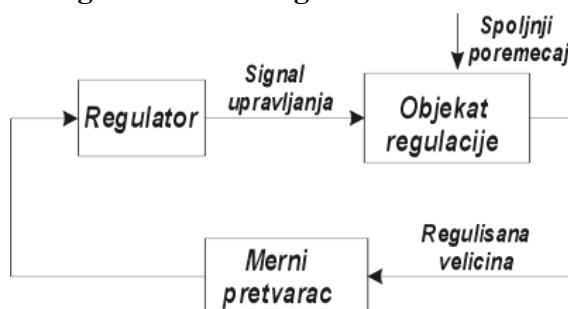 Spoljnji
poremecaj
Signal
upravljanja
Regulator
Objekat
regulacije
Regulisana
velicina
Merni
pretvarac